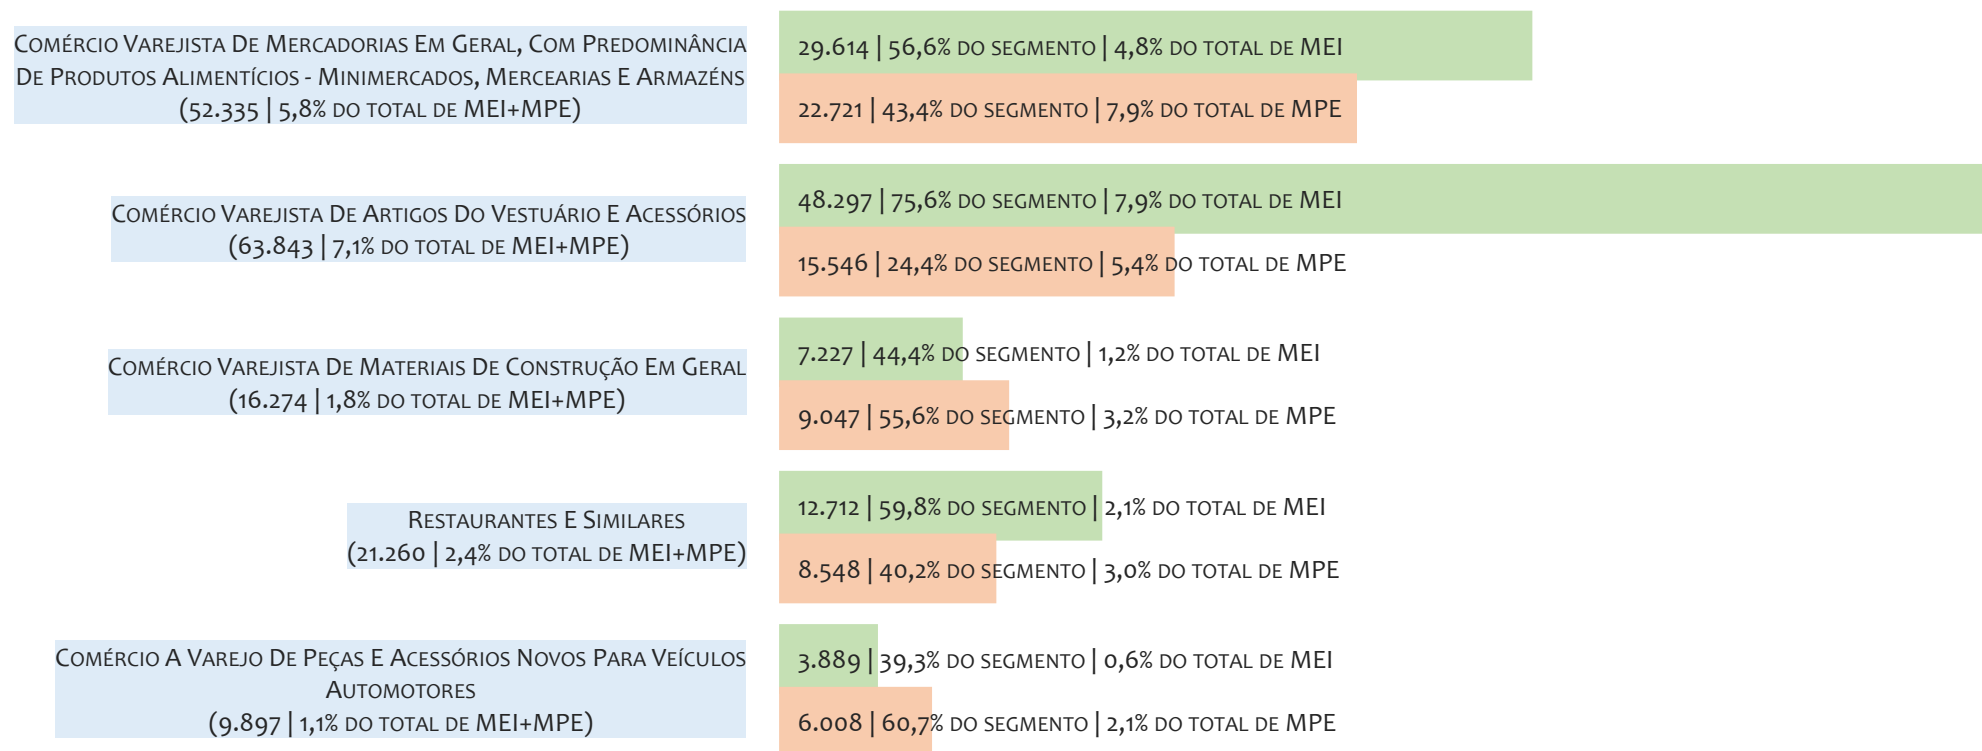 Comércio Varejista De Mercadorias Em Geral, Com Predominância
De Produtos Alimentícios - Minimercados, Mercearias E Armazéns
(52.335 | 5,8% do total de MEI+MPE)
29.614 | 56,6% do segmento | 4,8% do total de MEI
22.721 | 43,4% do segmento | 7,9% do total de MPE
Comércio Varejista De Artigos Do Vestuário E Acessórios
(63.843 | 7,1% do total de MEI+MPE)
48.297 | 75,6% do segmento | 7,9% do total de MEI
15.546 | 24,4% do segmento | 5,4% do total de MPE
Comércio Varejista De Materiais De Construção Em Geral
(16.274 | 1,8% do total de MEI+MPE)
7.227 | 44,4% do segmento | 1,2% do total de MEI
9.047 | 55,6% do segmento | 3,2% do total de MPE
Restaurantes E Similares
(21.260 | 2,4% do total de MEI+MPE)
12.712 | 59,8% do segmento | 2,1% do total de MEI
8.548 | 40,2% do segmento | 3,0% do total de MPE
Comércio A Varejo De Peças E Acessórios Novos Para Veículos
Automotores
(9.897 | 1,1% do total de MEI+MPE)
3.889 | 39,3% do segmento | 0,6% do total de MEI
6.008 | 60,7% do segmento | 2,1% do total de MPE